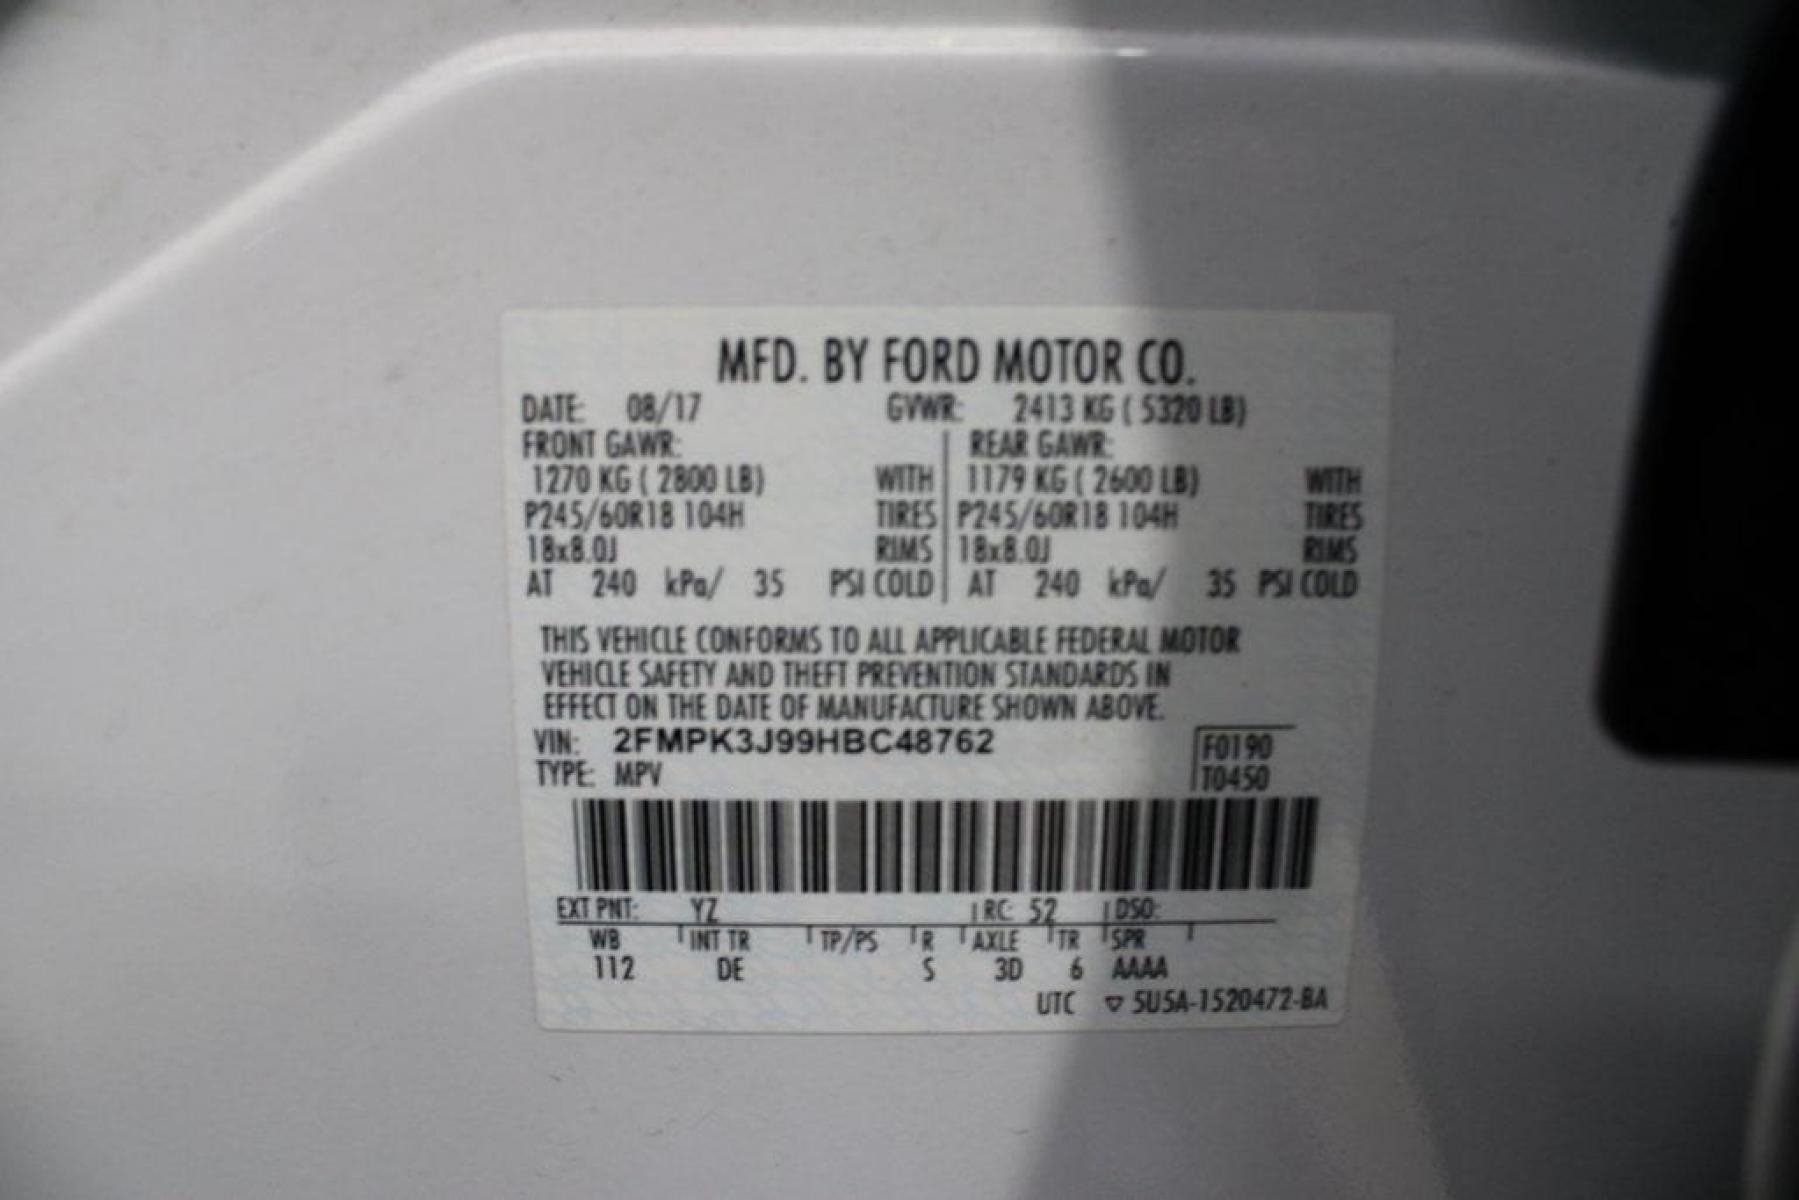 MFD. BY FORD MOTOR CO.
DATE: 08/17 GVWR: 2413 KG ( 5320 LB)
FRONT GAWR: REAR GAWR:
1270 KG ( 2800 LB) WITH 1179 KG ( 2600 LB) WITH
P245/60R18 104H TIRES P245/60R18 104H TIRES
18x8.0J RIMS 18x8.0J RIMS
AT 240 kPa/ 35 PSI COLD AT 240 kPa/ 35 PSI COLD
THIS VEHICLE CONFORMS TO ALL APPLICABLE FEDERAL MOTOR
VEHICLE SAFETY AND THEFT PREVENTION STANDARDS IN
EFFECT ON THE DATE OF MANUFACTURE SHOWN ABOVE.
VIN: 2FMPK3J99HBC48762 F0190
TYPE: MPV T0450
EXT PNT: YZ RC: 52 DSO:
WB INT TR TP/PS R AXLE TR SPR
112 DE S 3D 6 AAAA
UTC ▽ 5U5A-1520472-BA